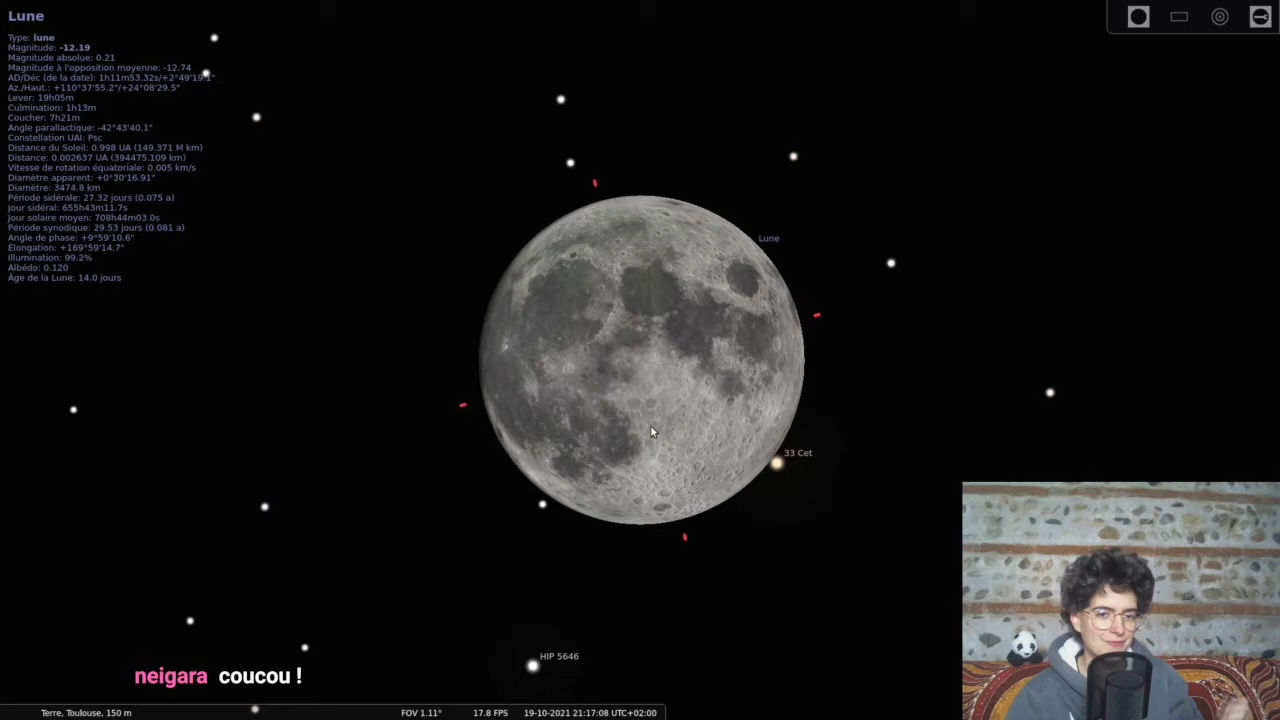 Lune
Type: lune
Magnitude: -12.19
Magnitude absolue: 0.21
Magnitude à l'opposition moyenne: -12.74
AD/Déc (de la date): 1h11m53.32s/+2°49'19.1"
Az./Haut.: +110°37'55.2"/+24°08'29.5"
Lever: 19h05m
Culmination: 1h13m
Coucher: 7h21m
Angle parallactique: -42°43'40.1"
Constellation UAI: Psc
Distance du Soleil: 0.998 UA (149.371 M km)
Distance: 0.002637 UA (394475.109 km)
Vitesse de rotation équatoriale: 0.005 km/s
Diamètre apparent: +0°30'16.91"
Diamètre: 3474.8 km
Période sidérale: 27.32 jours (0.075 a)
Jour sidéral: 655h43m11.7s
Jour solaire moyen: 708h44m03.0s
Période synodique: 29.53 jours (0.081 a)
Angle de phase: +9°59'10.6"
Élongation: +169°59'14.7"
Illumination: 99.2%
Albédo: 0.120
Âge de la Lune: 14.0 jours
Lune
33 Cet
HIP 5646
neigara coucou !
Terre, Toulouse, 150 m FOV 1.11° 17.8 FPS 19-10-2021 21:17:08 UTC+02:00